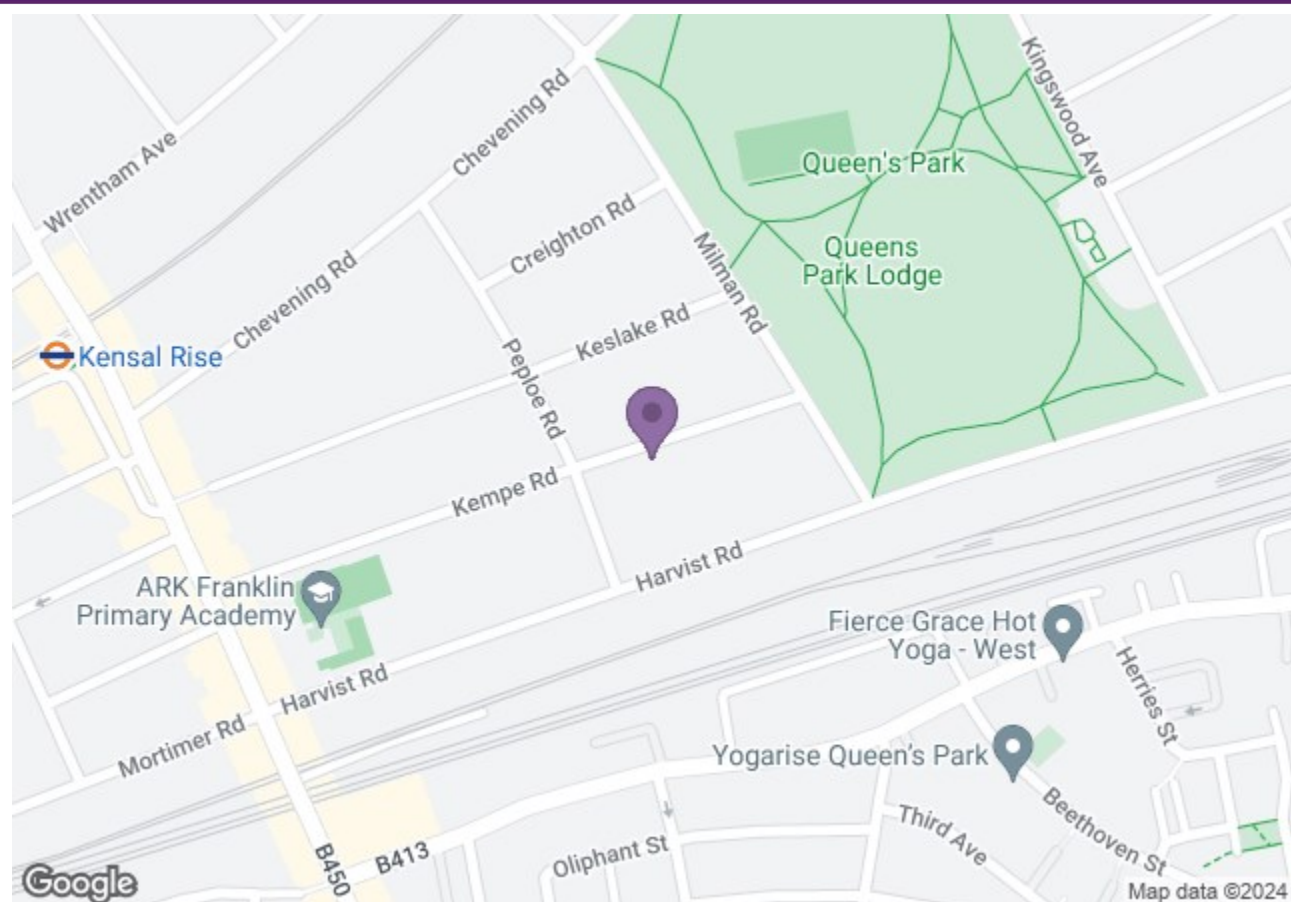 Kingswood Ave
Chevening Rd
Wrentham Ave
Queen's Park
Creighton Rd
Queens
Park Lodge
Milman Rd
Chevening Rd
Keslake Rd
Kensal Rise
Peploe Rd
Kempe Rd
Harvist Rd
ARK Franklin
Primary Academy
Fierce Grace Hot
Yoga - West
Herries St
Harvist Rd
Mortimer Rd
Yogarise Queen's Park
Beethoven St
Third Ave
Oliphant St
B413
B450
Google
Map data ©2024